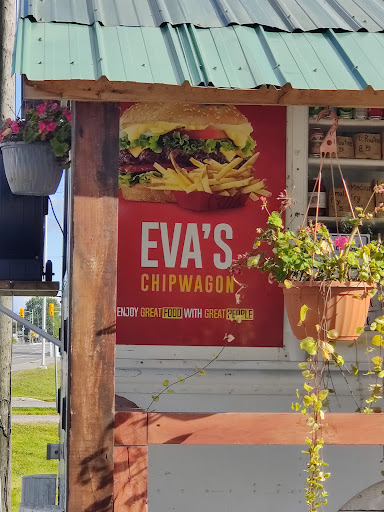 EVA'S
CHIPWAGON
ENJOY GREAT FOOD WITH GREAT PEOPLE